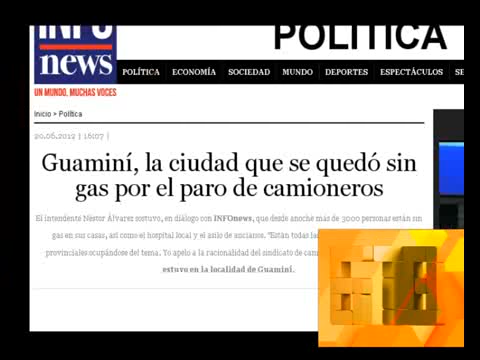 POLÍTICA
INFO
news
UN MUNDO, MUCHAS VOCES
POLÍTICA ECONOMÍA SOCIEDAD MUNDO DEPORTES ESPECTÁCULOS SE
Inicio > Política
20.06.2012 | 16:07 |
Guaminí, la ciudad que se quedó sin
gas por el paro de camioneros
El intendente Néstor Álvarez sostuvo, en diálogo con INFOnews, que desde anoche más de 3000 personas están sin
gas en sus casas, así como el hospital local y el asilo de ancianos. "Están todas la
provinciales ocupándose del tema. Yo apelo a la racionalidad del sindicato de camion
estuvo en la localidad de Guaminí.